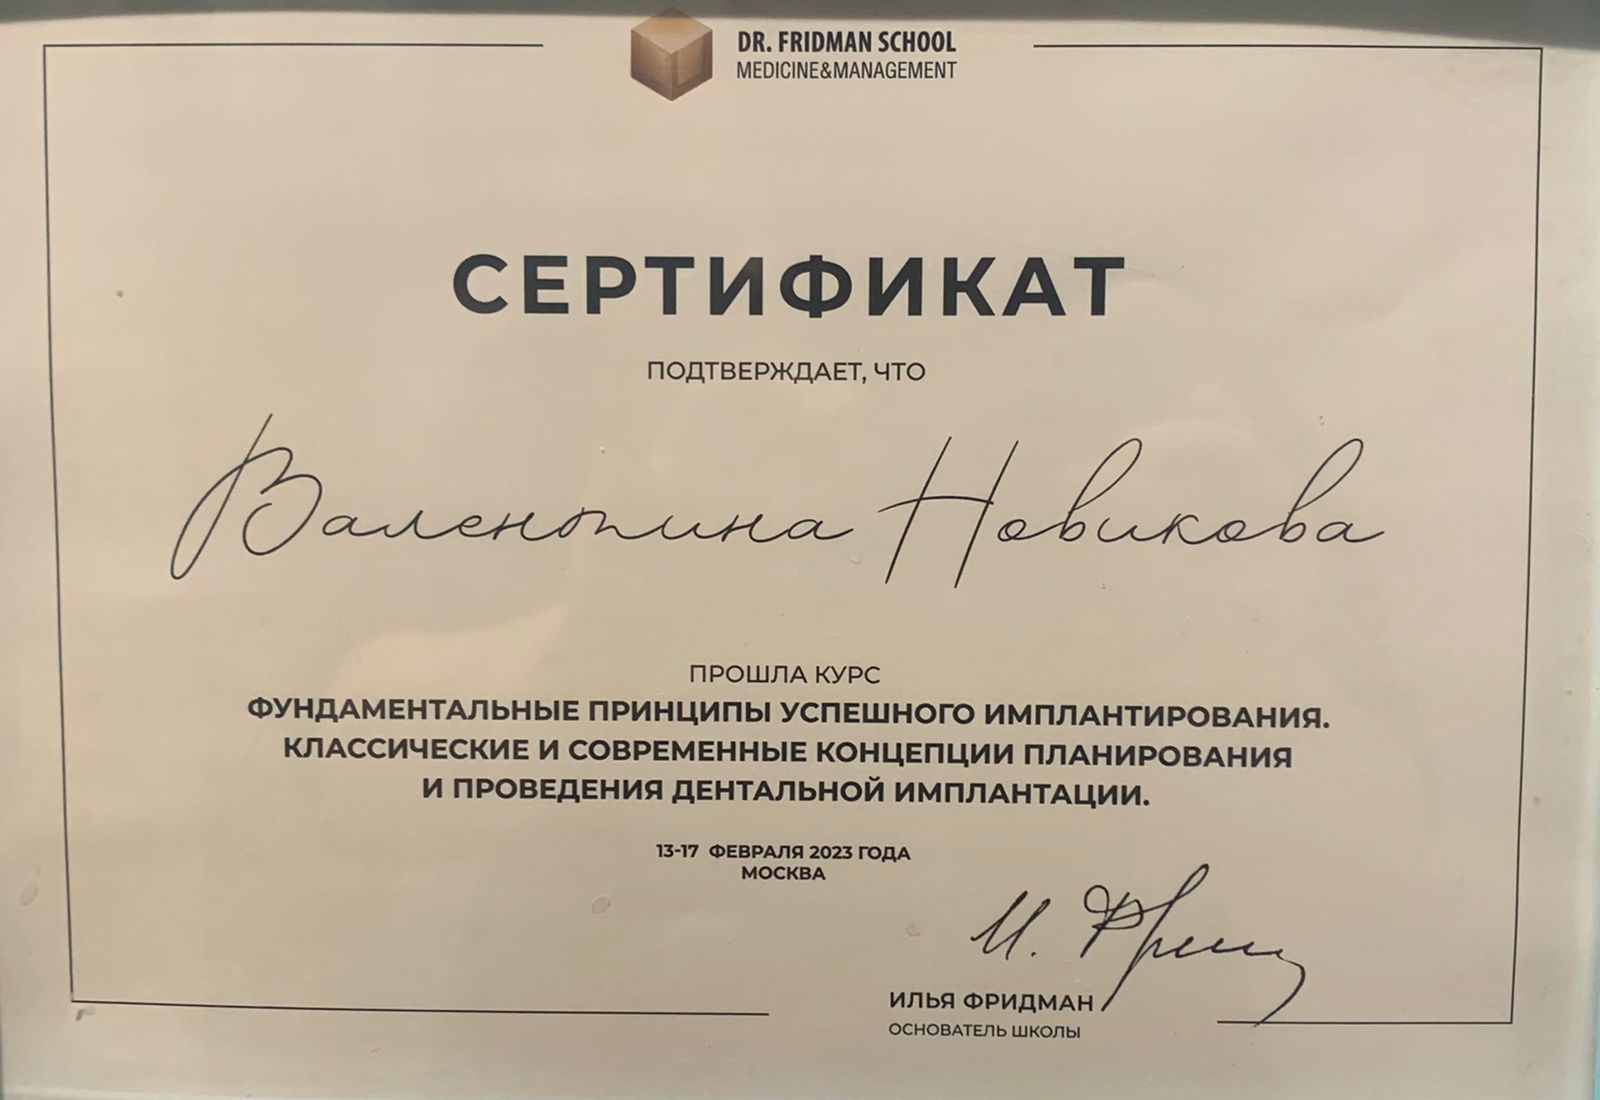 DR. FRIDMAN SCHOOL
MEDICINE&MANAGEMENT
СЕРТИФИКАТ
ПОДТВЕРЖДАЕТ, ЧТО
Валентина Новикова
ПРОШЛА КУРС
ФУНДАМЕНТАЛЬНЫЕ ПРИНЦИПЫ УСПЕШНОГО ИМПЛАНТИРОВАНИЯ.
КЛАССИЧЕСКИЕ И СОВРЕМЕННЫЕ КОНЦЕПЦИИ ПЛАНИРОВАНИЯ
И ПРОВЕДЕНИЯ ДЕНТАЛЬНОЙ ИМПЛАНТАЦИИ.
13-17 ФЕВРАЛЯ 2023 ГОДА
МОСКВА
И.
ИЛЬЯ ФРИДМАН
ОСНОВАТЕЛЬ ШКОЛЫ